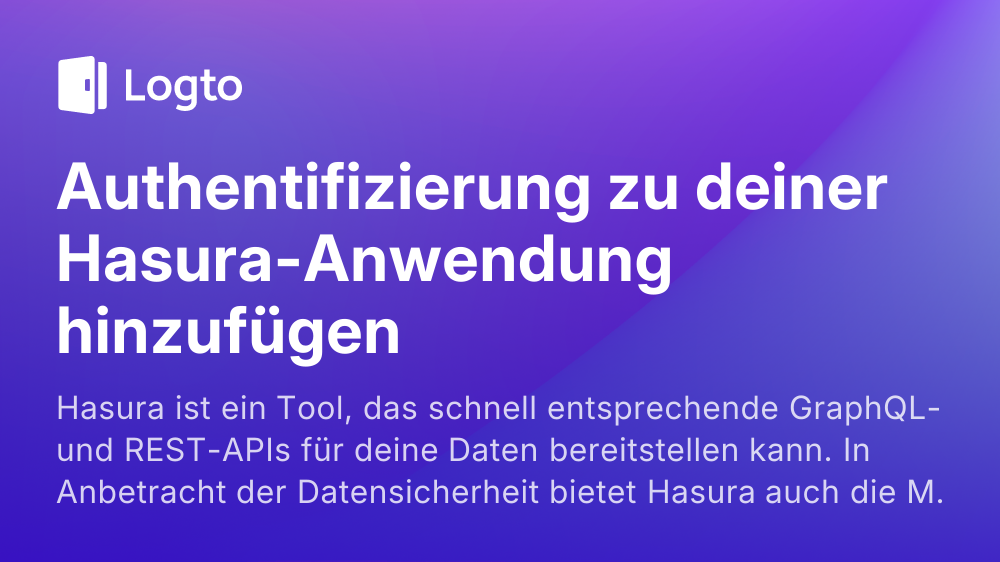 Logto
Authentifizierung zu deiner
Hasura-Anwendung
hinzufügen
Hasura ist ein Tool, das schnell entsprechende GraphQL-
und REST-APIs für deine Daten bereitstellen kann. In
Anbetracht der Datensicherheit bietet Hasura auch die M.